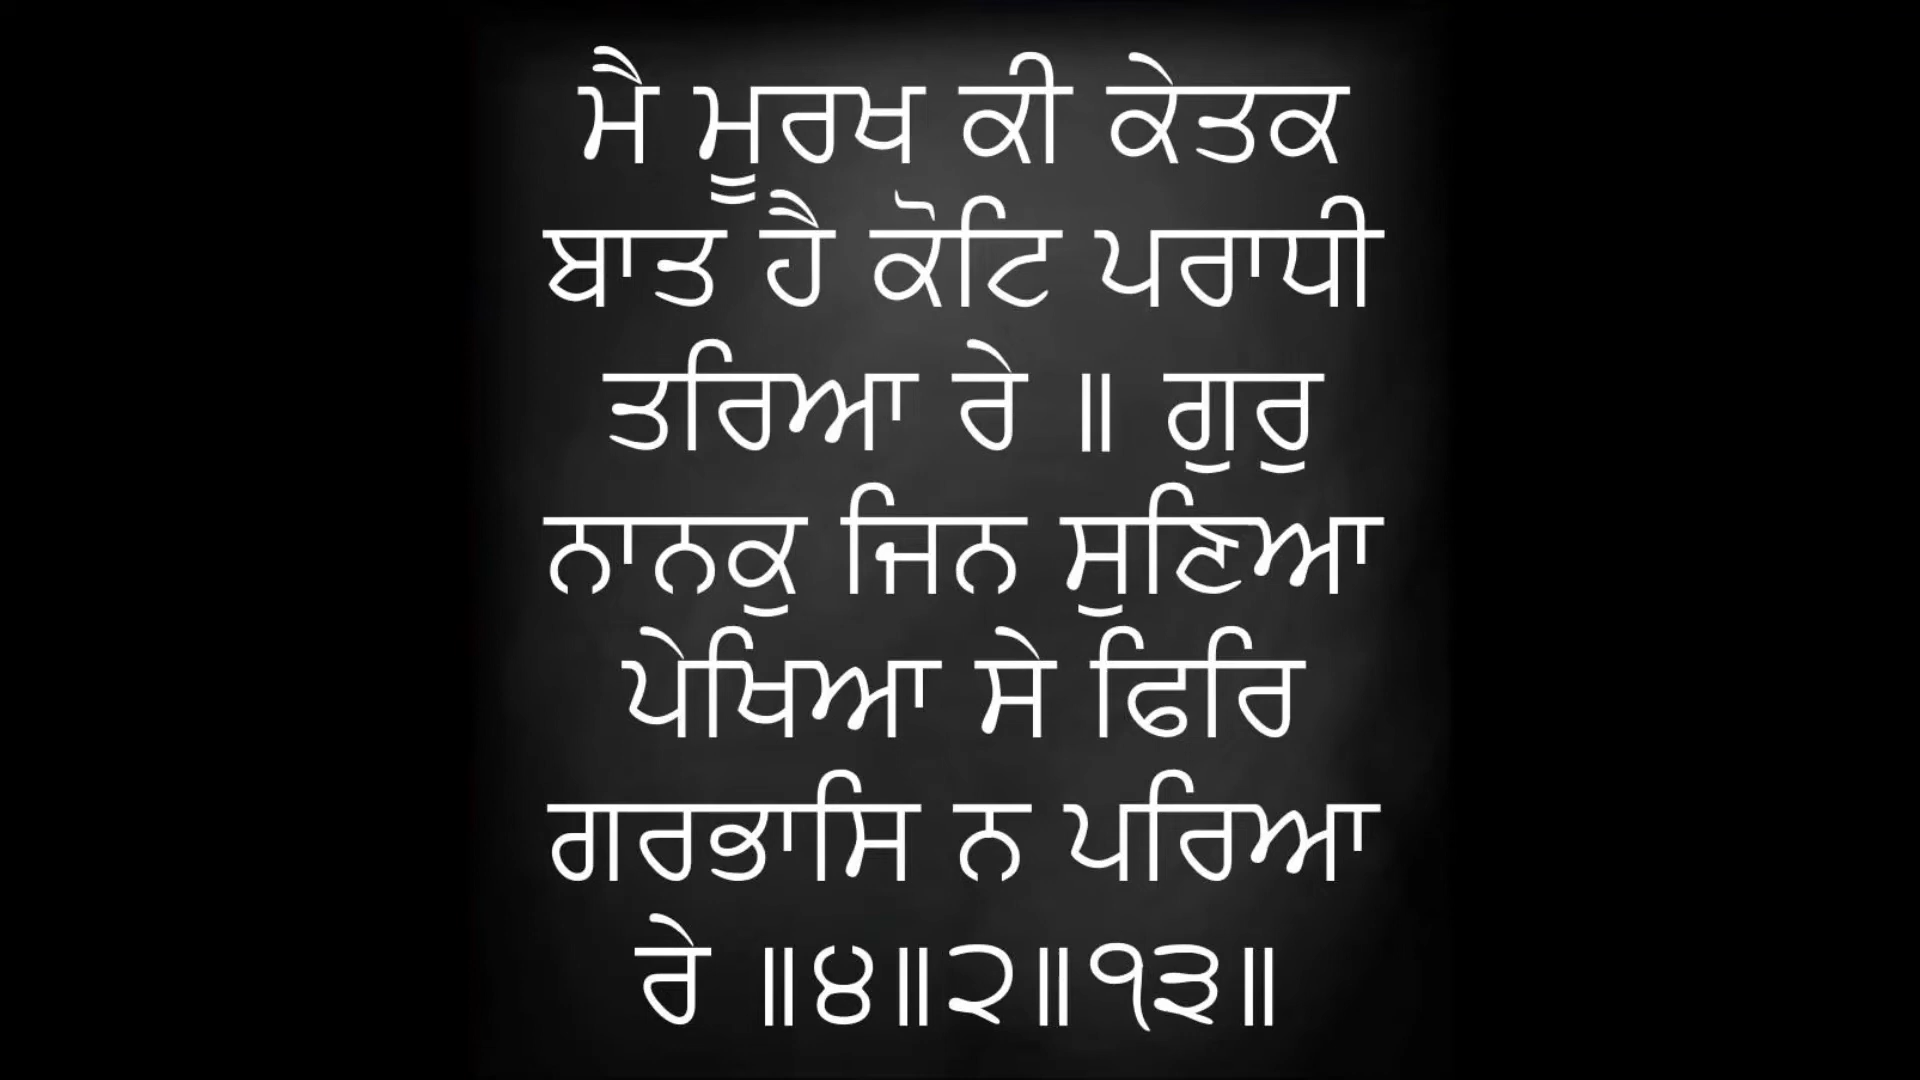 ਮੈ ਮੂਰਖ ਕੀ ਕੇਤਕ
ਬਾਤ ਹੈ ਕੋਟਿ ਪਰਾਧੀ
ਤਰਿਆ ਰੇ ॥ ਗੁਰੁ
ਨਾਨਕੁ ਜਿਨ ਸੁਣਿਆ
ਪੇਖਿਆ ਸੇ ਫਿਰਿ
ਗਰਭਾਸਿ ਨ ਪਰਿਆ
ਰੇ ॥੪॥੨॥੧੩॥